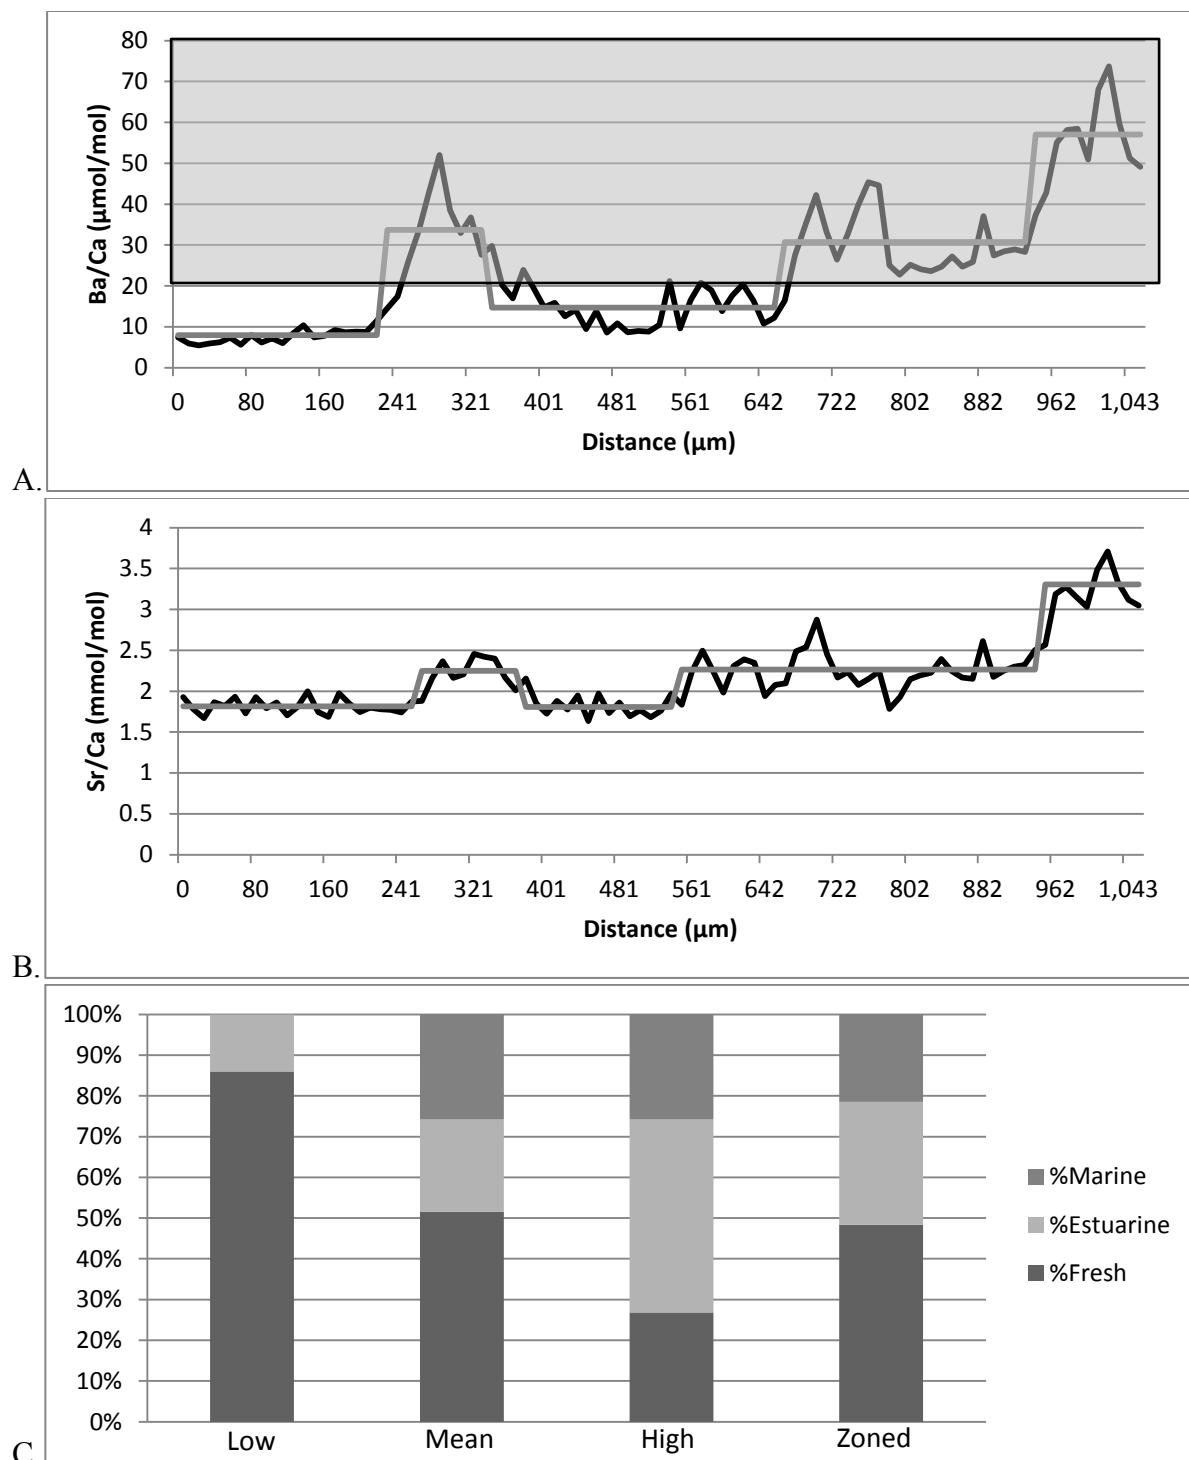 80
70
60
50
40
30
20
10
0
Ba/Ca (µmol/mol)
0 80 160 241 321 401 481 561 642 722 802 882 962 1,043
Distance (µm)
A.
4
3.5
3
2.5
2
1.5
1
0.5
0
Sr/Ca (mmol/mol)
0 80 160 241 321 401 481 561 642 722 802 882 962 1,043
Distance (µm)
B.
100%
90%
80%
70%
60%
50%
40%
30%
20%
10%
0%
Low Mean High Zoned
%Marine
%Estuarine
%Fresh
C